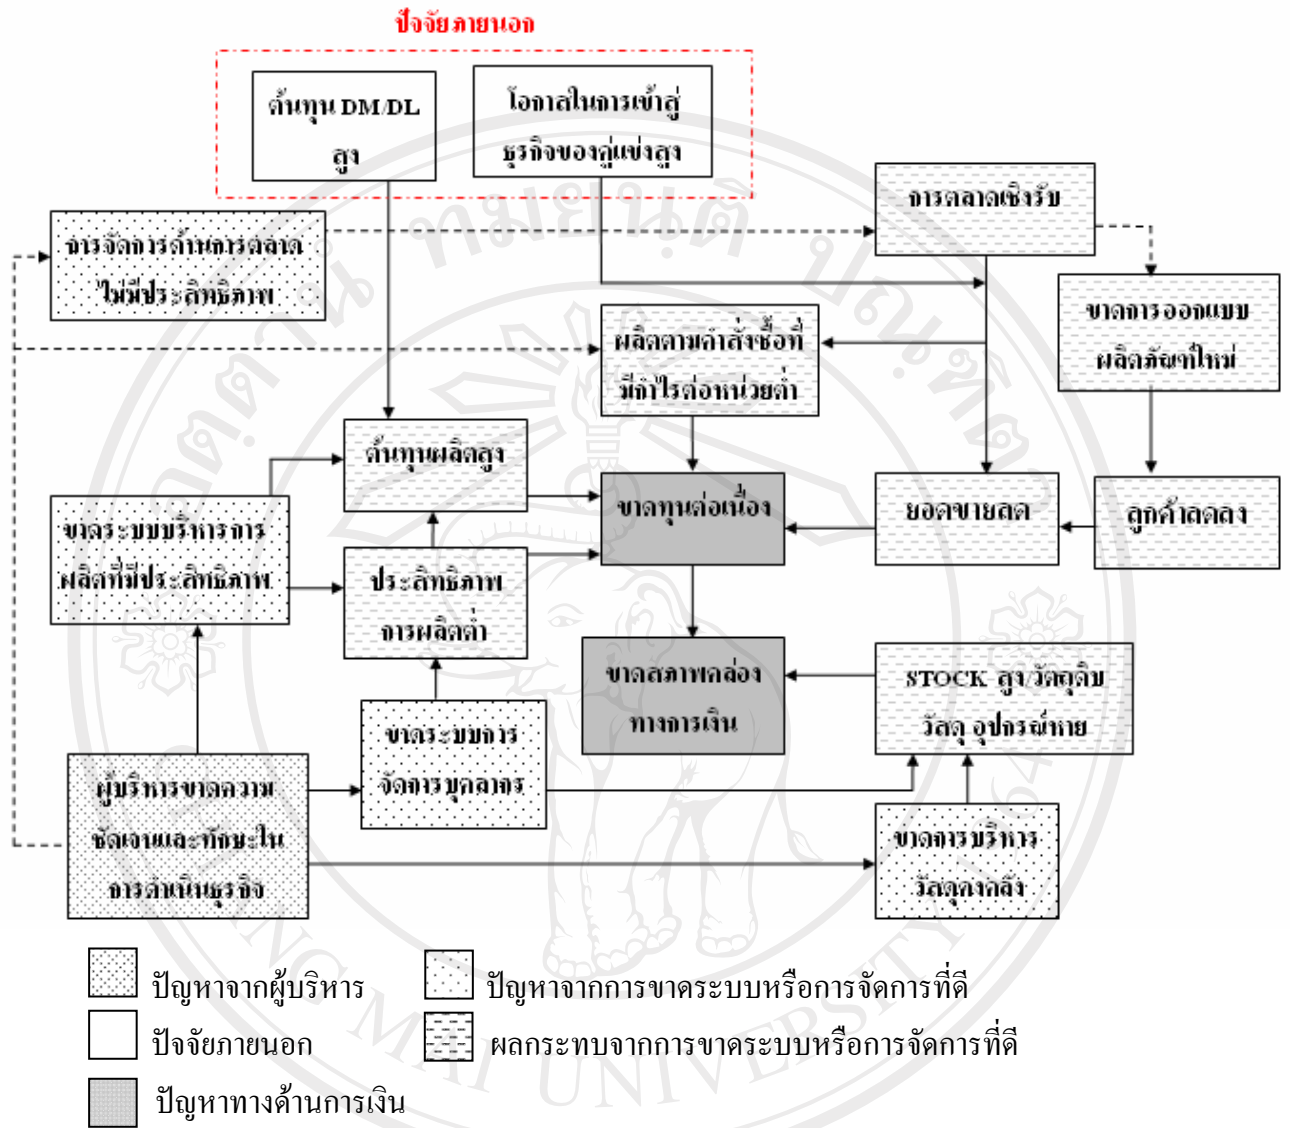 ปัจจัยภายนอก
ต้นทุน DM/DL
สูง
โอกาสในการเข้าสู่
ธุรกิจของคู่แข่งสูง
การตลาดเชิงรับ
การจัดการด้านการตลาด
ไม่มีประสิทธิภาพ
ขาดการออกแบบ
ผลิตภัณฑ์ใหม่
ผลิตตามคำสั่งซื้อที่
มีกำไรต่อหน่วยต่ำ
ต้นทุนผลิตสูง
ขาดทุนต่อเนื่อง
ยอดขายลด
ลูกค้าลดลง
ขาดระบบบริหารการ
ผลิตที่มีประสิทธิภาพ
ประสิทธิภาพ
การผลิตต่ำ
ขาดสภาพคล่อง
ทางการเงิน
STOCK สูง/วัตถุดิบ
วัสดุ อุปกรณ์หาย
ขาดระบบการ
จัดการบุคลากร
ผู้บริหารขาดความ
ชัดเจนและทักษะใน
การดำเนินธุรกิจ
ขาดการบริหาร
วัสดุคงคลัง
ปัญหาจากผู้บริหาร
ปัญหาจากการขาดระบบหรือการจัดการที่ดี
ปัจจัยภายนอก
ผลกระทบจากการขาดระบบหรือการจัดการที่ดี
ปัญหาทางด้านการเงิน